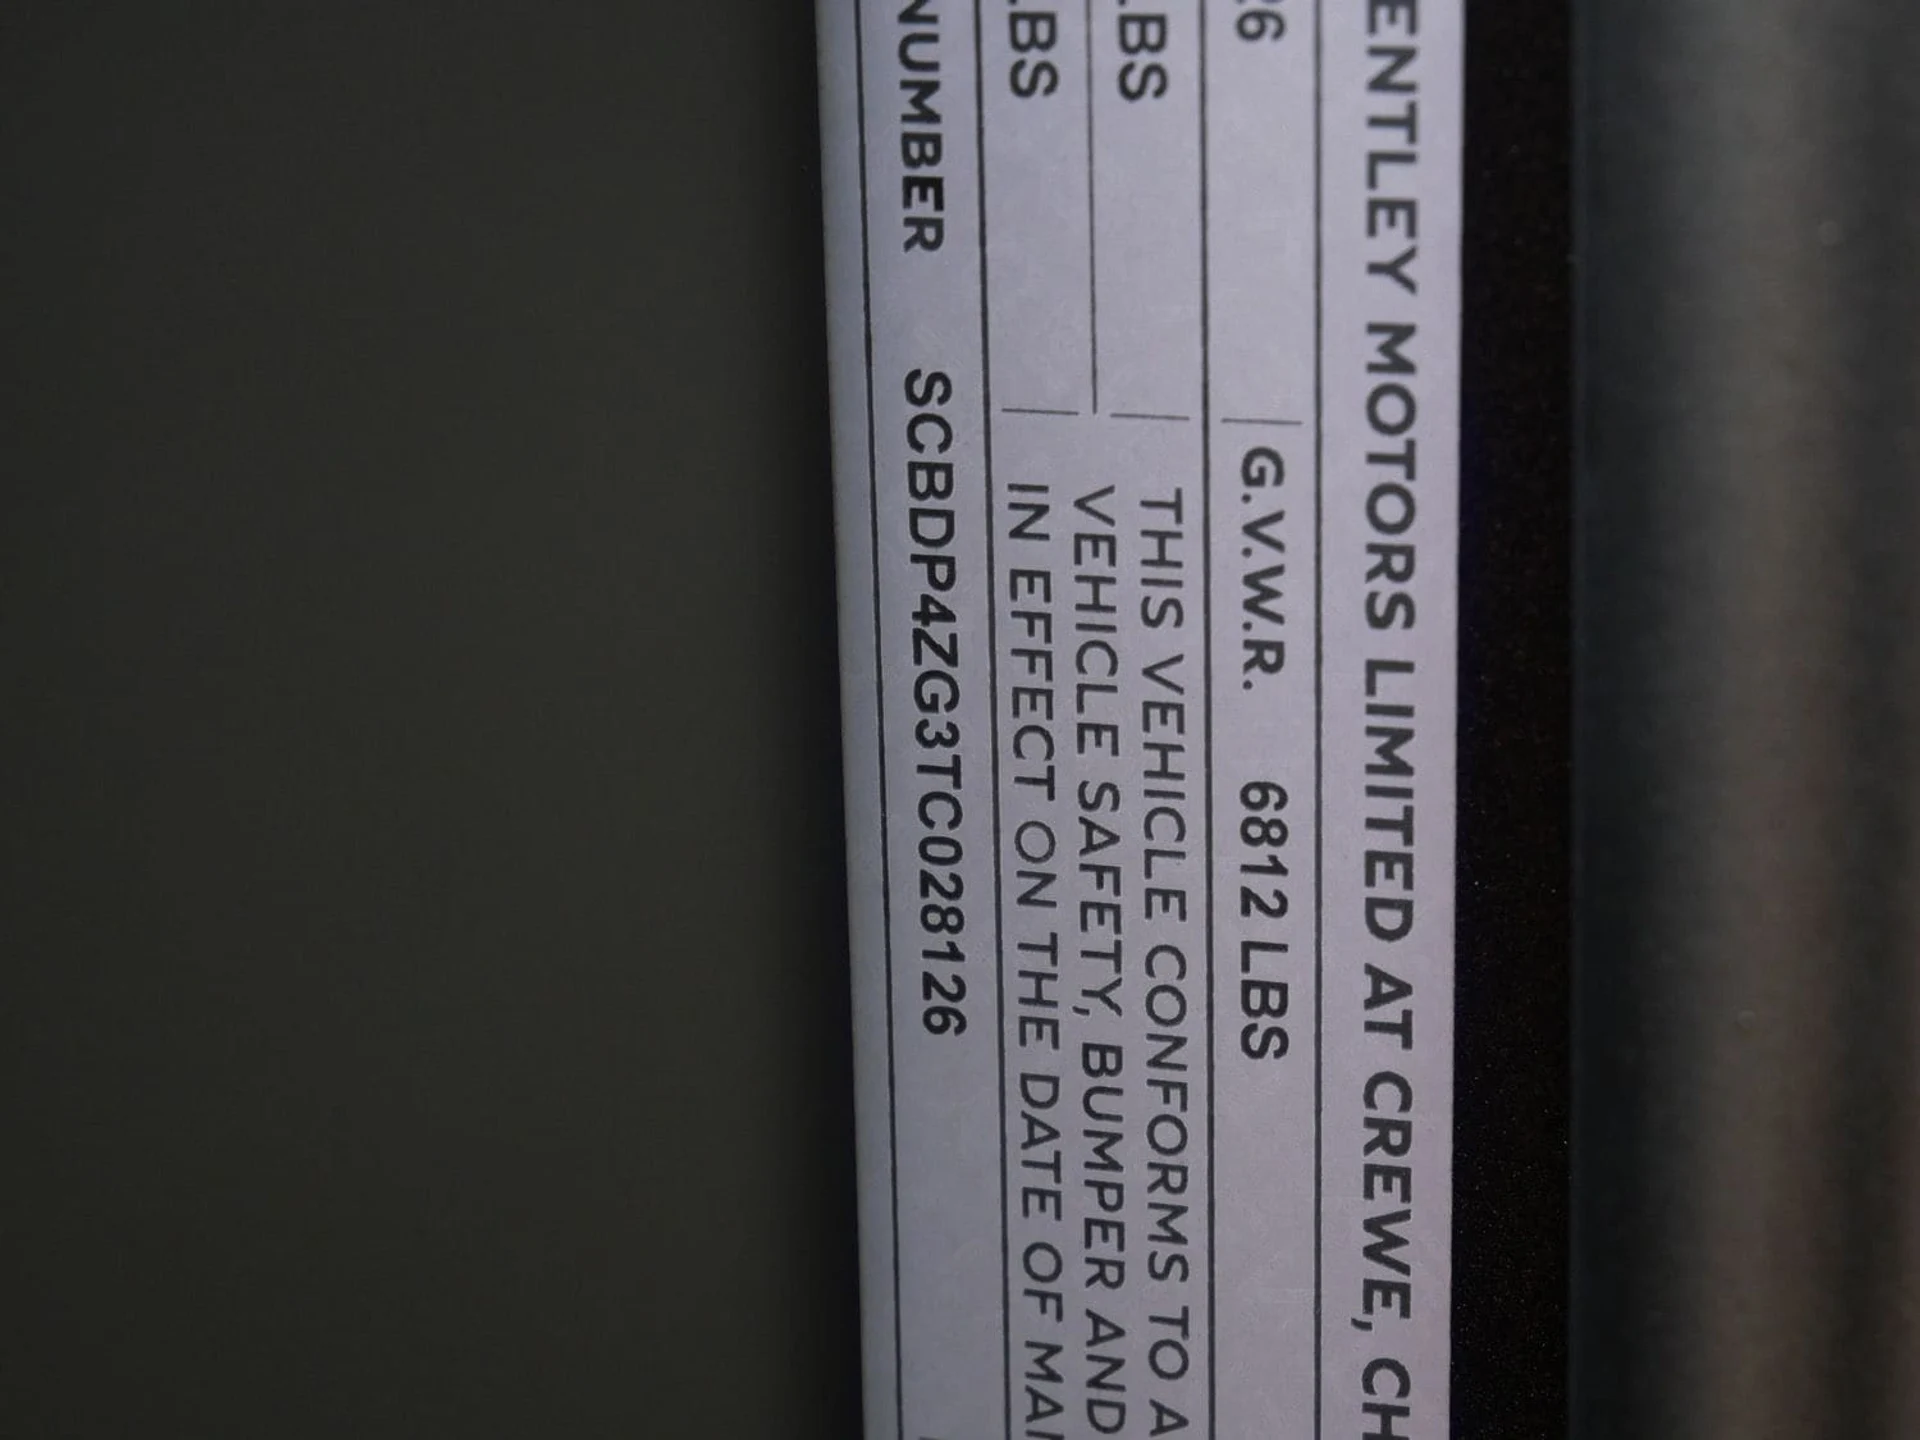 ENTLEY MOTORS LIMITED AT CREWE, CH
26 G.V.W.R. 6812 LBS
LBS THIS VEHICLE CONFORMS TO A
VEHICLE SAFETY, BUMPER AND
LBS IN EFFECT ON THE DATE OF MA
NUMBER SCBDP4ZG3TC028126